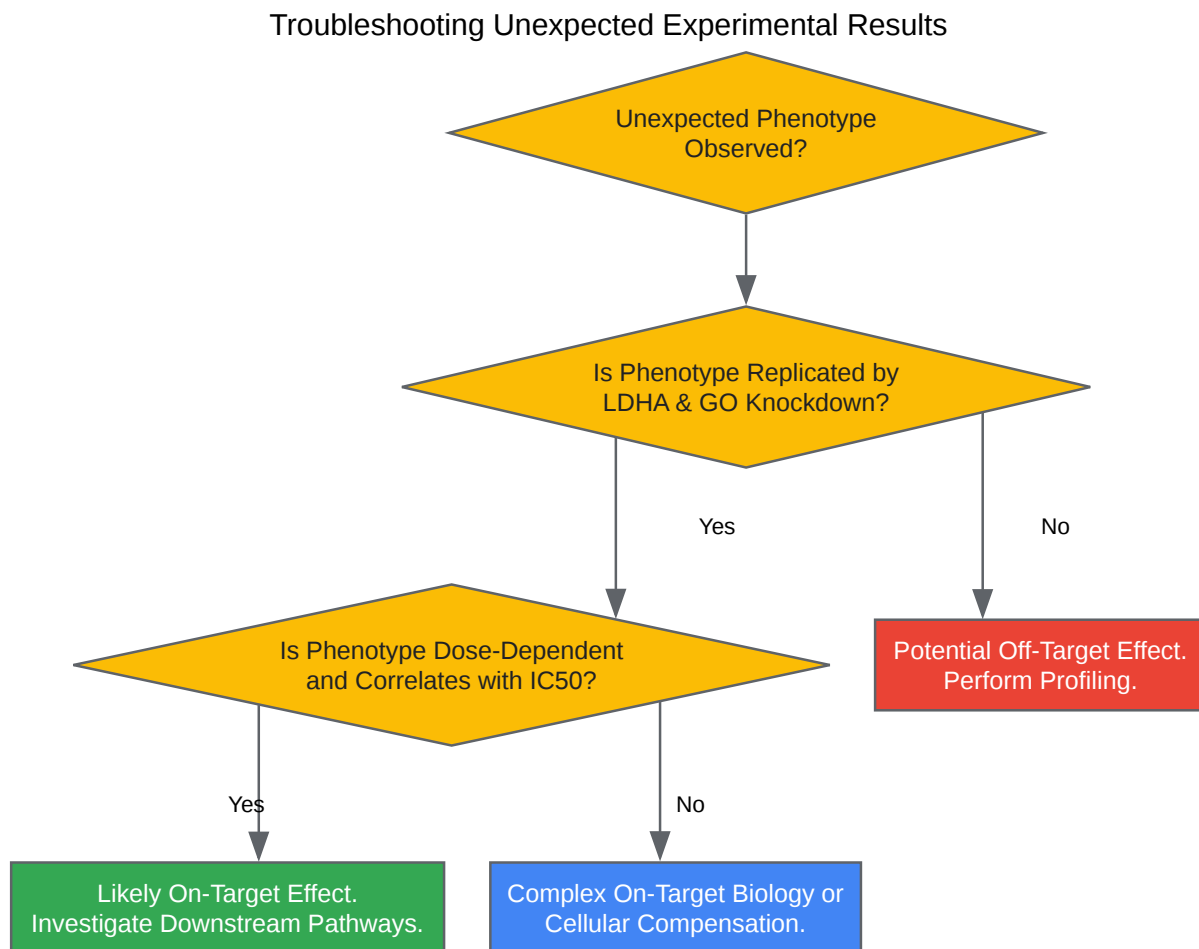 Troubleshooting Unexpected Experimental Results
Unexpected Phenotype
Observed?
Is Phenotype Replicated by
LDHA & GO Knockdown?
Yes
No
Is Phenotype Dose-Dependent
and Correlates with IC50?
Potential Off-Target Effect.
Perform Profiling.
Yes
No
Likely On-Target Effect.
Investigate Downstream Pathways.
Complex On-Target Biology or
Cellular Compensation.